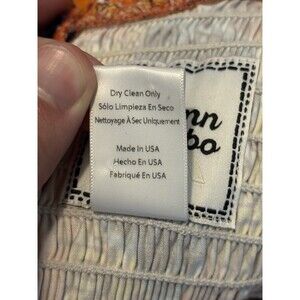 Dry Clean Only
Sólo Limpieza En Seco
Nettoyage À Sec Uniquement
Made In USA
Hecho En USA
Fabriqué En USA